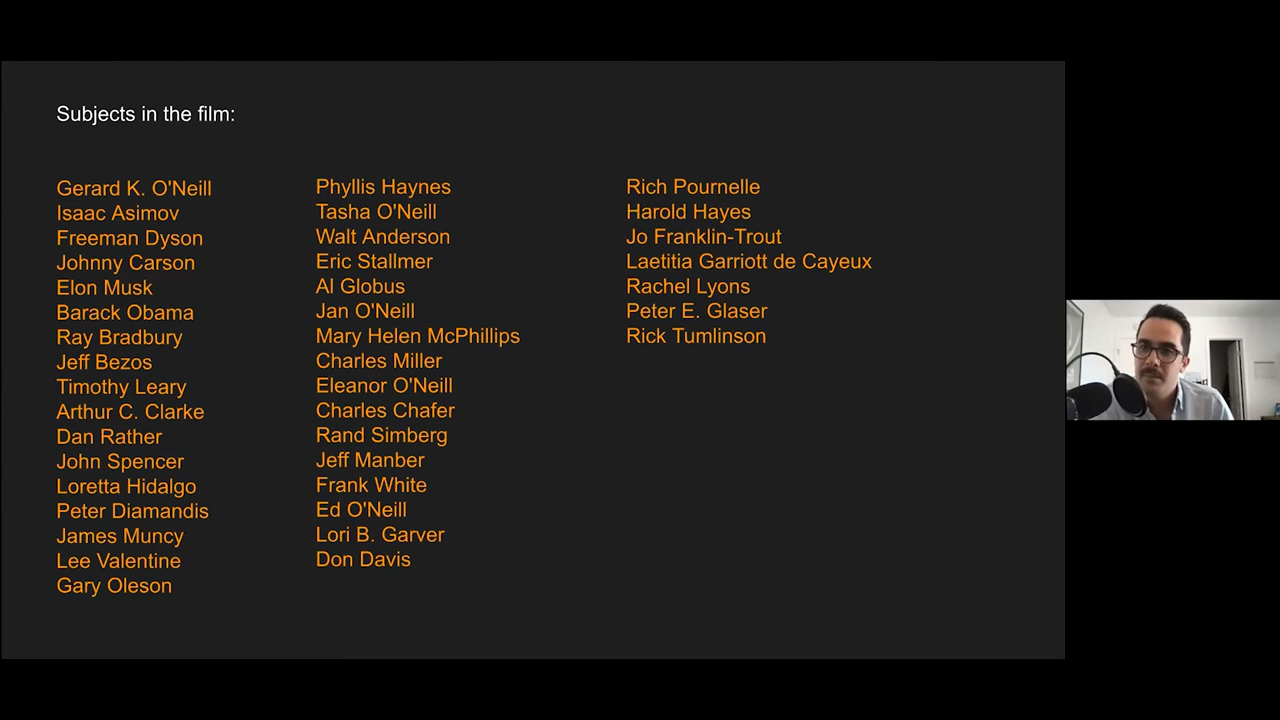 Subjects in the film:
Gerard K. O'Neill
Isaac Asimov
Freeman Dyson
Johnny Carson
Elon Musk
Barack Obama
Ray Bradbury
Jeff Bezos
Timothy Leary
Arthur C. Clarke
Dan Rather
John Spencer
Loretta Hidalgo
Peter Diamandis
James Muncy
Lee Valentine
Gary Oleson
Phyllis Haynes
Tasha O'Neill
Walt Anderson
Eric Stallmer
Al Globus
Jan O'Neill
Mary Helen McPhillips
Charles Miller
Eleanor O'Neill
Charles Chafer
Rand Simberg
Jeff Manber
Frank White
Ed O'Neill
Lori B. Garver
Don Davis
Rich Pournelle
Harold Hayes
Jo Franklin-Trout
Laetitia Garriott de Cayeux
Rachel Lyons
Peter E. Glaser
Rick Tumlinson